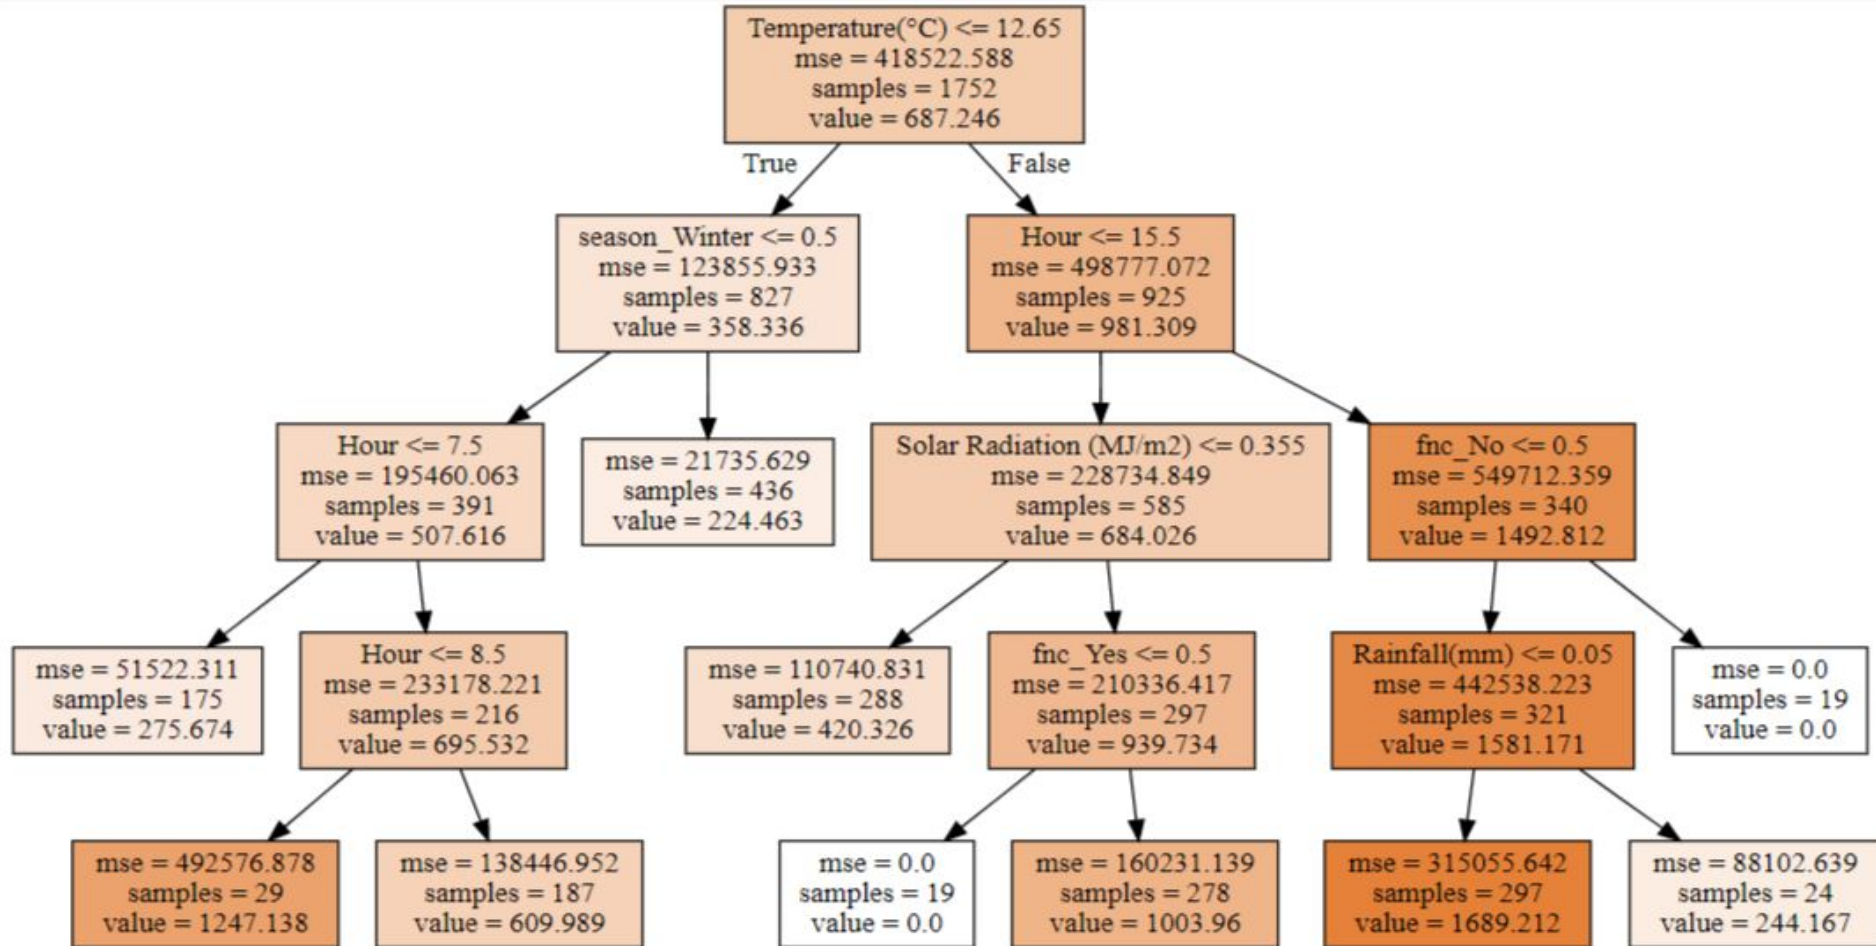 Temperature(°C) <= 12.65
mse = 418522.588
samples = 1752
value = 687.246
True
False
season_Winter <= 0.5
mse = 123855.933
samples = 827
value = 358.336
Hour <= 15.5
mse = 498777.072
samples = 925
value = 981.309
Hour <= 7.5
mse = 195460.063
samples = 391
value = 507.616
mse = 21735.629
samples = 436
value = 224.463
Solar Radiation (MJ/m2) <= 0.355
mse = 228734.849
samples = 585
value = 684.026
fnc_No <= 0.5
mse = 549712.359
samples = 340
value = 1492.812
mse = 51522.311
samples = 175
value = 275.674
Hour <= 8.5
mse = 233178.221
samples = 216
value = 695.532
mse = 110740.831
samples = 288
value = 420.326
fnc_Yes <= 0.5
mse = 210336.417
samples = 297
value = 939.734
Rainfall(mm) <= 0.05
mse = 442538.223
samples = 321
value = 1581.171
mse = 0.0
samples = 19
value = 0.0
mse = 492576.878
samples = 29
value = 1247.138
mse = 138446.952
samples = 187
value = 609.989
mse = 0.0
samples = 19
value = 0.0
mse = 160231.139
samples = 278
value = 1003.96
mse = 315055.642
samples = 297
value = 1689.212
mse = 88102.639
samples = 24
value = 244.167